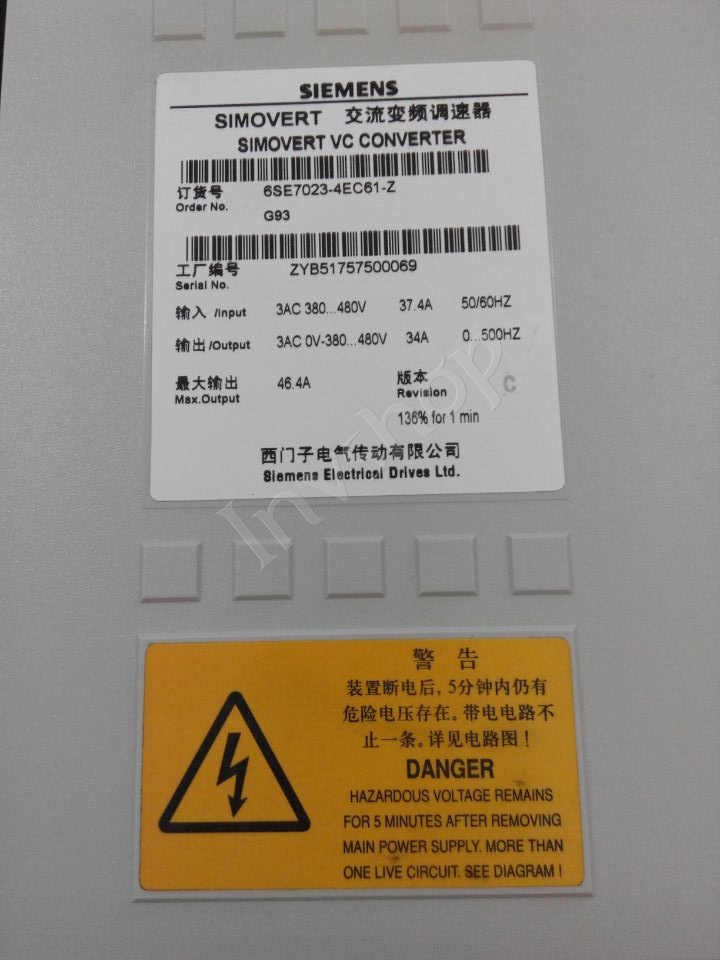 SIEMENS
SIMOVERT 交流变频调速器
SIMOVERT VC CONVERTER
订货号 6SE7023-4EC61-Z
Order No.
G93
工厂编号 ZYB51757500069
Serial No.
输入 /Input 3AC 380...480V 37.4A 50/60HZ
输出 /Output 3AC 0V-380...480V 34A 0...500HZ
最大输出 46.4A 版本 C
Max.Output Revision
136% for 1 min
西门子电气传动有限公司
Siemens Electrical Drives Ltd.
Invshop
警 告
装置断电后, 5分钟内仍有
危险电压存在。带电电路不
止一条。详见电路图！
DANGER
HAZARDOUS VOLTAGE REMAINS
FOR 5 MINUTES AFTER REMOVING
MAIN POWER SUPPLY. MORE THAN
ONE LIVE CIRCUIT. SEE DIAGRAM !